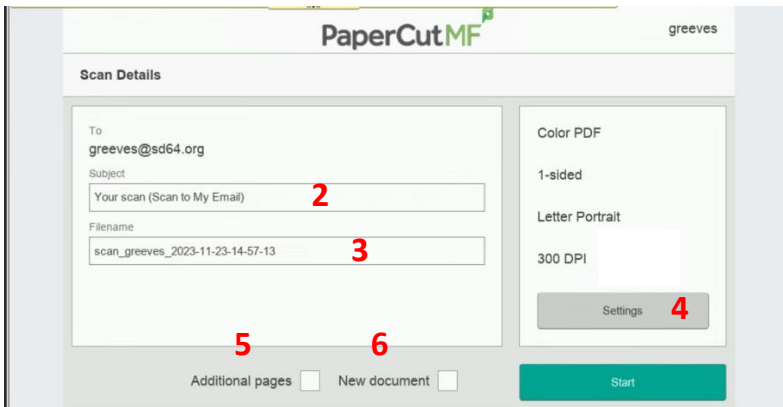 PaperCutMF
greeves
Scan Details
To
greeves@sd64.org
Subject
Your scan (Scan to My Email)
2
Filename
scan_greeves_2023-11-23-14-57-13
3
Color PDF
1-sided
Letter Portrait
300 DPI
Settings
4
5
6
Additional pages
New document
Start